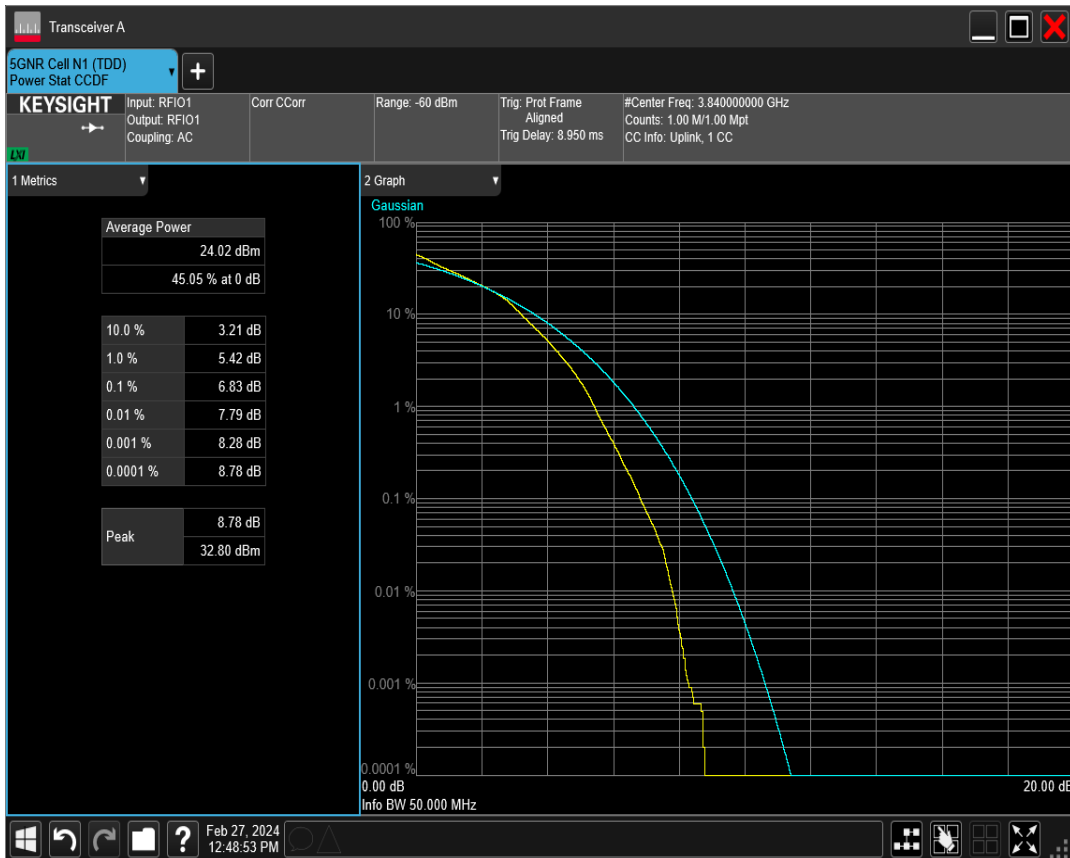 Transceiver A
5GNR Cell N1 (TDD)
Power Stat CCDF
KEYSIGHT
LXI
Input: RFIO1
Output: RFIO1
Coupling: AC
Corr CCorr
Range: -60 dBm
Trig: Prot Frame
Aligned
Trig Delay: 8.950 ms
#Center Freq: 3.840000000 GHz
Counts: 1.00 M/1.00 Mpt
CC Info: Uplink, 1 CC
1 Metrics
Average Power
24.02 dBm
45.05 % at 0 dB
10.0 % 3.21 dB
1.0 % 5.42 dB
0.1 % 6.83 dB
0.01 % 7.79 dB
0.001 % 8.28 dB
0.0001 % 8.78 dB
Peak
8.78 dB
32.80 dBm
2 Graph
Gaussian
100 %
10 %
1 %
0.1 %
0.01 %
0.001 %
0.0001 %
0.00 dB 20.00 dB
Info BW 50.000 MHz
?
Feb 27, 2024
12:48:53 PM